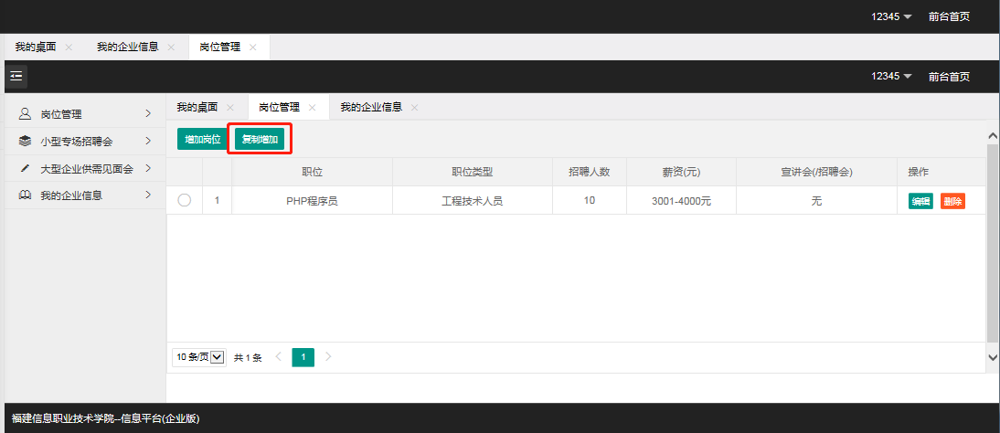 12345 前台首页
我的桌面 我的企业信息 岗位管理
12345 前台首页
岗位管理
小型专场招聘会
大型企业供需见面会
我的企业信息
我的桌面 岗位管理 我的企业信息
增加岗位 复制增加
职位 职位类型 招聘人数 薪资(元) 宣讲会(/招聘会) 操作
1 PHP程序员 工程技术人员 10 3001-4000元 无 编辑 删除
10 条/页 共 1 条 1
福建信息职业技术学院--信息平台(企业版)